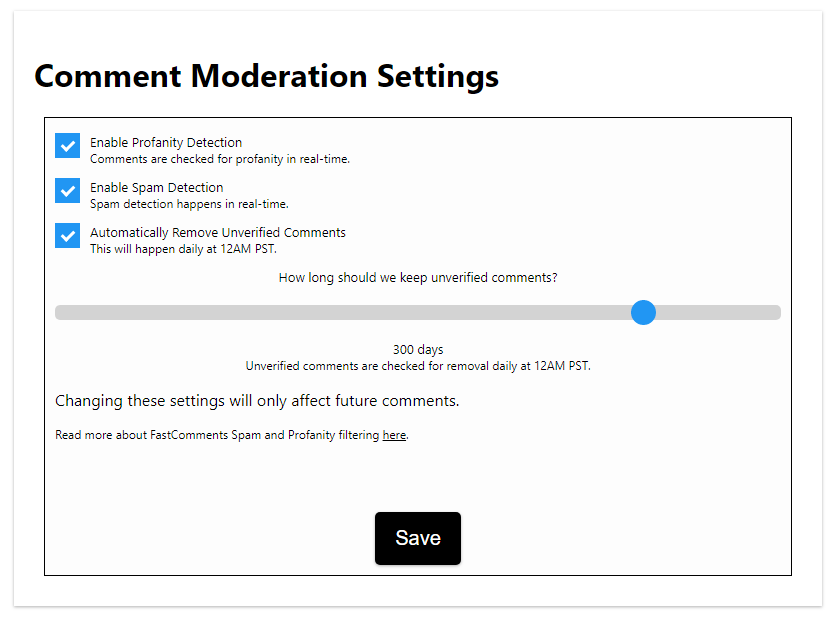 Comment Moderation Settings
Enable Profanity Detection
Comments are checked for profanity in real-time.
Enable Spam Detection
Spam detection happens in real-time.
Automatically Remove Unverified Comments
This will happen daily at 12AM PST.
How long should we keep unverified comments?
300 days
Unverified comments are checked for removal daily at 12AM PST.
Changing these settings will only affect future comments.
Read more about FastComments Spam and Profanity filtering here.
Save